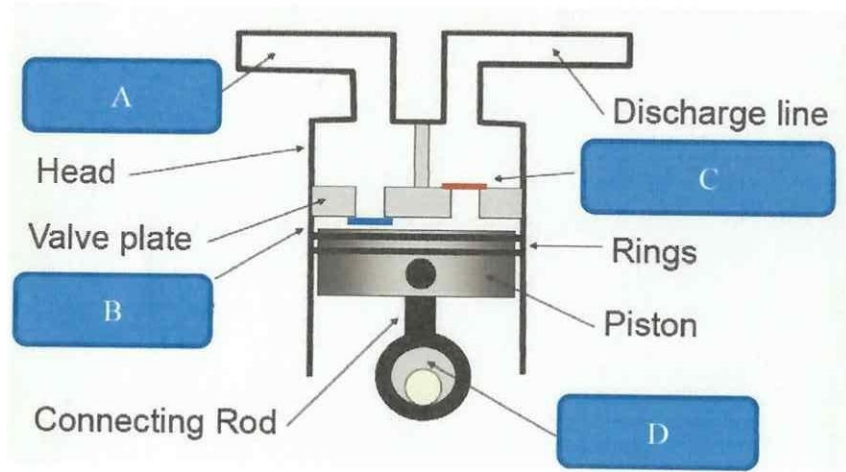 A
Discharge line
Head
C
Valve plate
Rings
B
Piston
Connecting Rod
D